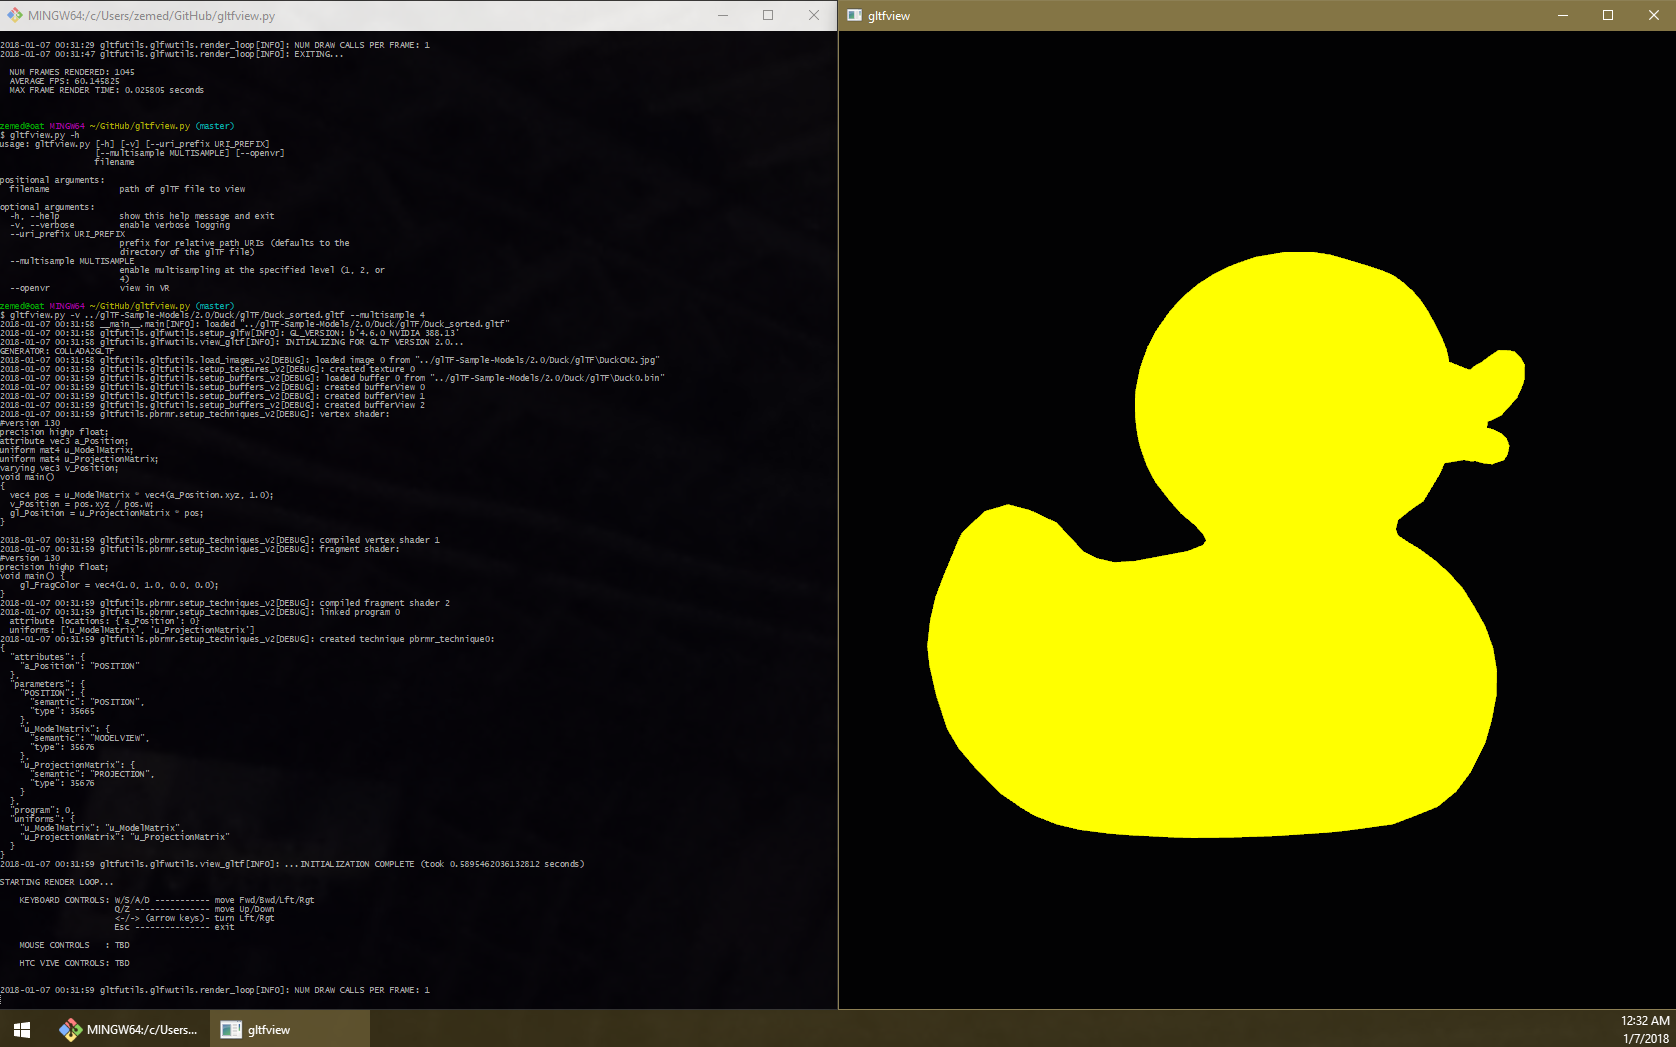 MINGW64:/c/Users/zemed/GitHub/gltfview.py
2018-01-07 00:31:29 gltfutils.glfwutils.render_loop[INFO]: NUM DRAW CALLS PER FRAME: 1
2018-01-07 00:31:47 gltfutils.glfwutils.render_loop[INFO]: EXITING...
NUM FRAMES RENDERED: 1045
AVERAGE FPS: 60.145825
MAX FRAME RENDER TIME: 0.025805 seconds
zemed@oat MINGW64 ~/GitHub/gltfview.py (master)
$ gltfview.py -h
usage: gltfview.py [-h] [-v] [--uri_prefix URI_PREFIX]
[--multisample MULTISAMPLE] [--openvr]
filename
positional arguments:
filename path of glTF file to view
optional arguments:
-h, --help show this help message and exit
-v, --verbose enable verbose logging
--uri_prefix URI_PREFIX
prefix for relative path URIs (defaults to the
directory of the glTF file)
--multisample MULTISAMPLE
enable multisampling at the specified level (1, 2, or
4)
--openvr view in VR
zemed@oat MINGW64 ~/GitHub/gltfview.py (master)
$ gltfview.py -v ../glTF-Sample-Models/2.0/Duck/glTF/Duck_sorted.gltf --multisample 4
2018-01-07 00:31:58 __main__.main[INFO]: loaded "../glTF-Sample-Models/2.0/Duck/glTF/Duck_sorted.gltf"
2018-01-07 00:31:58 gltfutils.glfwutils.setup_glfw[INFO]: GL_VERSION: b'4.6.0 NVIDIA 388.13'
2018-01-07 00:31:58 gltfutils.glfwutils.view_gltf[INFO]: INITIALIZING FOR GLTF VERSION 2.0...
GENERATOR: COLLADA2GLTF
2018-01-07 00:31:58 gltfutils.load_images_v2[DEBUG]: loaded image 0 from "../glTF-Sample-Models/2.0/Duck/glTF\DuckCM2.jpg"
2018-01-07 00:31:59 gltfutils.setup_textures_v2[DEBUG]: created texture 0
2018-01-07 00:31:59 gltfutils.setup_buffers_v2[DEBUG]: loaded buffer 0 from "../glTF-Sample-Models/2.0/Duck/glTF\Duck0.bin"
2018-01-07 00:31:59 gltfutils.setup_buffers_v2[DEBUG]: created bufferView 0
2018-01-07 00:31:59 gltfutils.setup_buffers_v2[DEBUG]: created bufferView 1
2018-01-07 00:31:59 gltfutils.setup_buffers_v2[DEBUG]: created bufferView 2
2018-01-07 00:31:59 gltfutils.pbrmr.setup_techniques_v2[DEBUG]: vertex shader:
#version 130
precision highp float;
attribute vec3 a_Position;
uniform mat4 u_ModelMatrix;
uniform mat4 u_ProjectionMatrix;
varying vec3 v_Position;
void main()
{
vec4 pos = u_ModelMatrix * vec4(a_Position.xyz, 1.0);
v_Position = pos.xyz / pos.w;
gl_Position = u_ProjectionMatrix * pos;
}
2018-01-07 00:31:59 gltfutils.pbrmr.setup_techniques_v2[DEBUG]: compiled vertex shader 1
2018-01-07 00:31:59 gltfutils.pbrmr.setup_techniques_v2[DEBUG]: fragment shader:
#version 130
precision highp float;
void main() {
gl_FragColor = vec4(1.0, 1.0, 0.0, 0.0);
}
2018-01-07 00:31:59 gltfutils.pbrmr.setup_techniques_v2[DEBUG]: compiled fragment shader 2
2018-01-07 00:31:59 gltfutils.pbrmr.setup_techniques_v2[DEBUG]: linked program 0
attribute locations: {'a_Position': 0}
uniforms: ['u_ModelMatrix', 'u_ProjectionMatrix']
2018-01-07 00:31:59 gltfutils.pbrmr.setup_techniques_v2[DEBUG]: created technique pbrmr_technique0:
{
"attributes": {
"a_Position": "POSITION"
},
"parameters": {
"POSITION": {
"semantic": "POSITION",
"type": 35665
},
"u_ModelMatrix": {
"semantic": "MODELVIEW",
"type": 35676
},
"u_ProjectionMatrix": {
"semantic": "PROJECTION",
"type": 35676
}
},
"program": 0,
"uniforms": {
"u_ModelMatrix": "u_ModelMatrix",
"u_ProjectionMatrix": "u_ProjectionMatrix"
}
}
2018-01-07 00:31:59 gltfutils.glfwutils.view_gltf[INFO]: ...INITIALIZATION COMPLETE (took 0.5895462036132812 seconds)
STARTING RENDER LOOP...
KEYBOARD CONTROLS: W/S/A/D ----------- move Fwd/Bwd/Lft/Rgt
Q/Z --------------- move Up/Down
<-/-> (arrow keys)- turn Lft/Rgt
Esc --------------- exit
MOUSE CONTROLS : TBD
HTC VIVE CONTROLS: TBD
2018-01-07 00:31:59 gltfutils.glfwutils.render_loop[INFO]: NUM DRAW CALLS PER FRAME: 1
gltfview
MINGW64:/c/Users...
gltfview
12:32 AM
1/7/2018